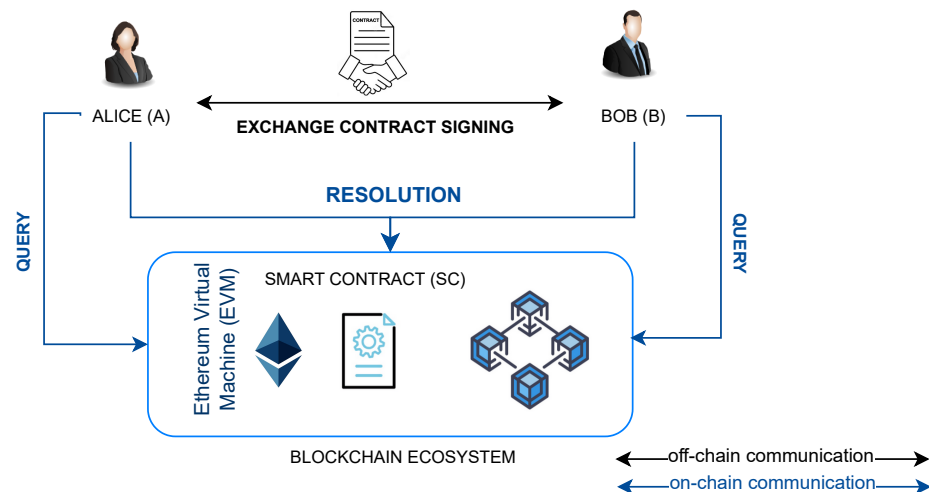 CONTRACT
ALICE (A)
BOB (B)
EXCHANGE CONTRACT SIGNING
RESOLUTION
QUERY
QUERY
SMART CONTRACT (SC)
Ethereum Virtual
Machine (EVM)
BLOCKCHAIN ECOSYSTEM
off-chain communication
on-chain communication